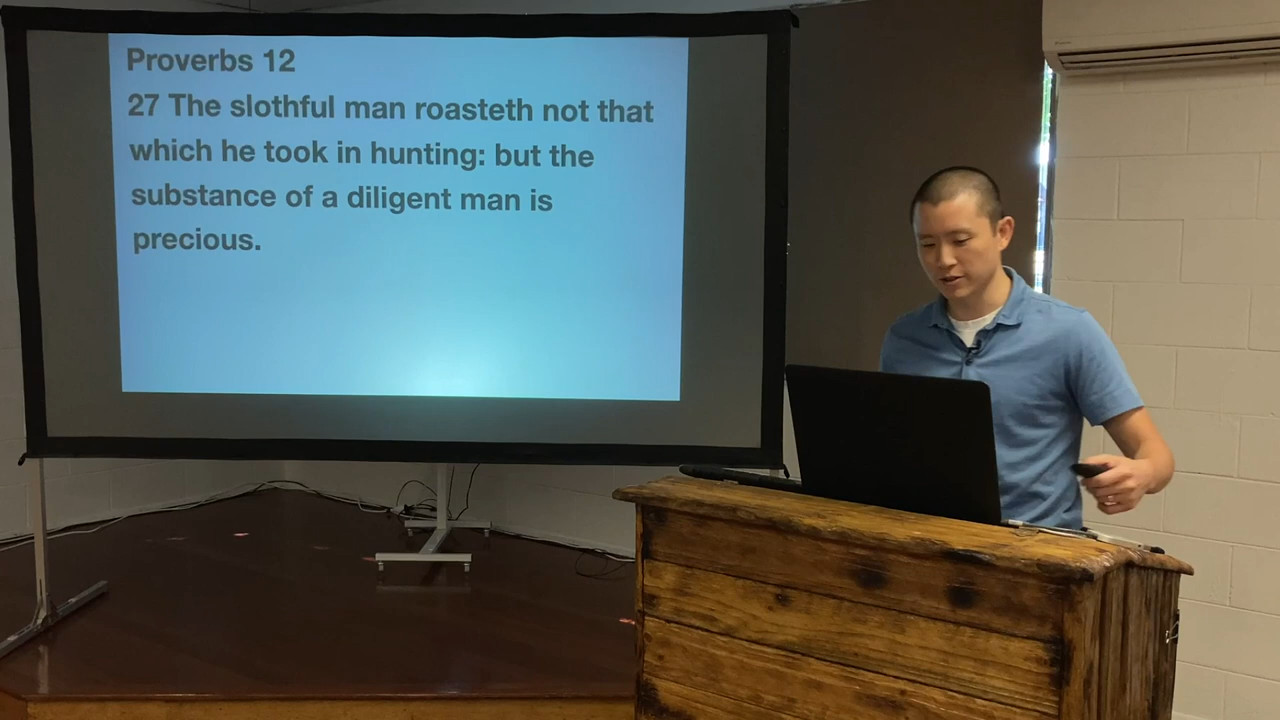 Proverbs 12
27 The slothful man roasteth not that
which he took in hunting: but the
substance of a diligent man is
precious.